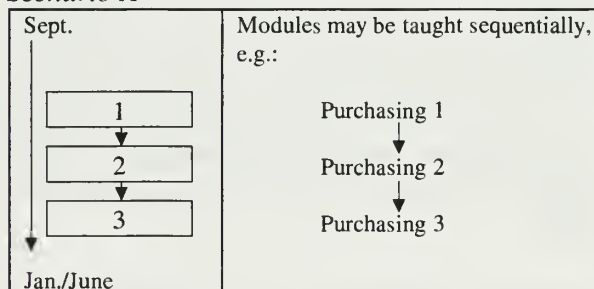 Sept.
1
2
3
Jan./June
Modules may be taught sequentially,
e.g.:
Purchasing 1
Purchasing 2
Purchasing 3